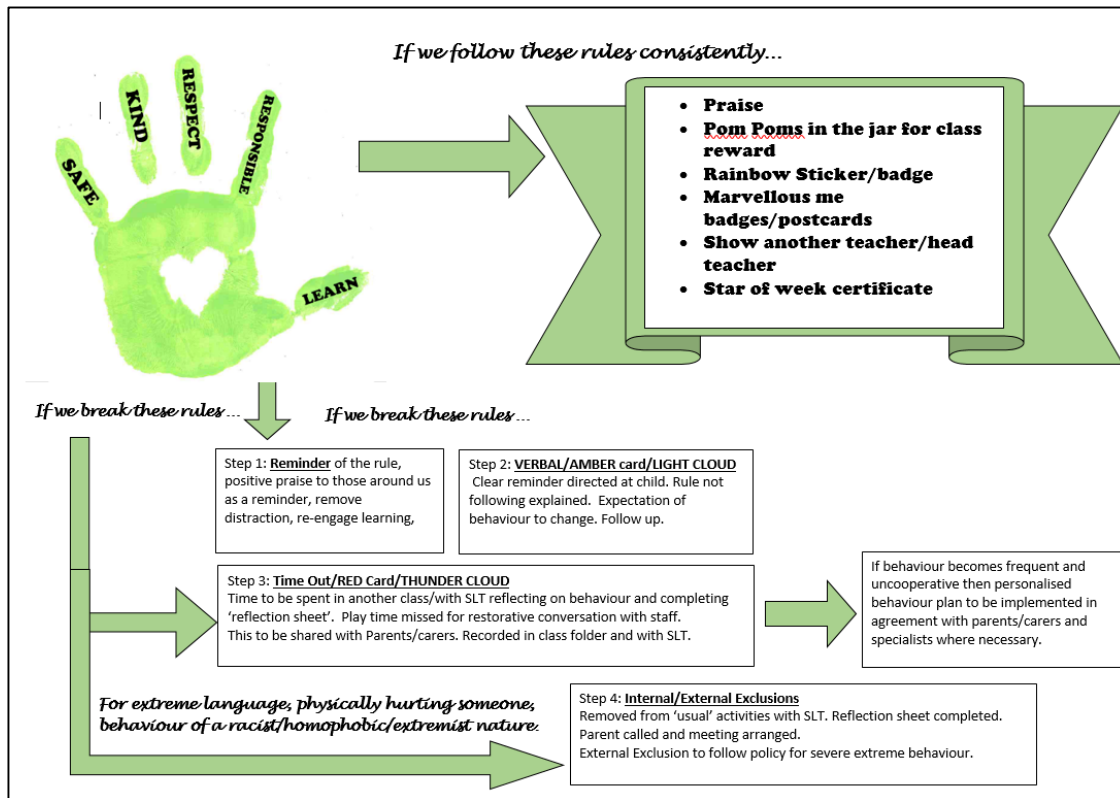 If we follow these rules consistently...
SAFE
KIND
RESPECT
RESPONSIBLE
LEARN
• Praise
• Pom Poms in the jar for class
reward
• Rainbow Sticker/badge
• Marvellous me
badges/postcards
• Show another teacher/head
teacher
• Star of week certificate
If we break these rules...
If we break these rules...
Step 1: Reminder of the rule,
positive praise to those around us
as a reminder, remove
distraction, re-engage learning,
Step 2: VERBAL/AMBER card/LIGHT CLOUD
Clear reminder directed at child. Rule not
following explained.  Expectation of
behaviour to change. Follow up.
Step 3: Time Out/RED Card/THUNDER CLOUD
Time to be spent in another class/with SLT reflecting on behaviour and completing
‘reflection sheet’.  Play time missed for restorative conversation with staff.
This to be shared with Parents/carers. Recorded in class folder and with SLT.
If behaviour becomes frequent and
uncooperative then personalised
behaviour plan to be implemented in
agreement with parents/carers and
specialists where necessary.
For extreme language, physically hurting someone,
behaviour of a racist/homophobic/extremist nature.
Step 4: Internal/External Exclusions
Removed from ‘usual’ activities with SLT. Reflection sheet completed.
Parent called and meeting arranged.
External Exclusion to follow policy for severe extreme behaviour.